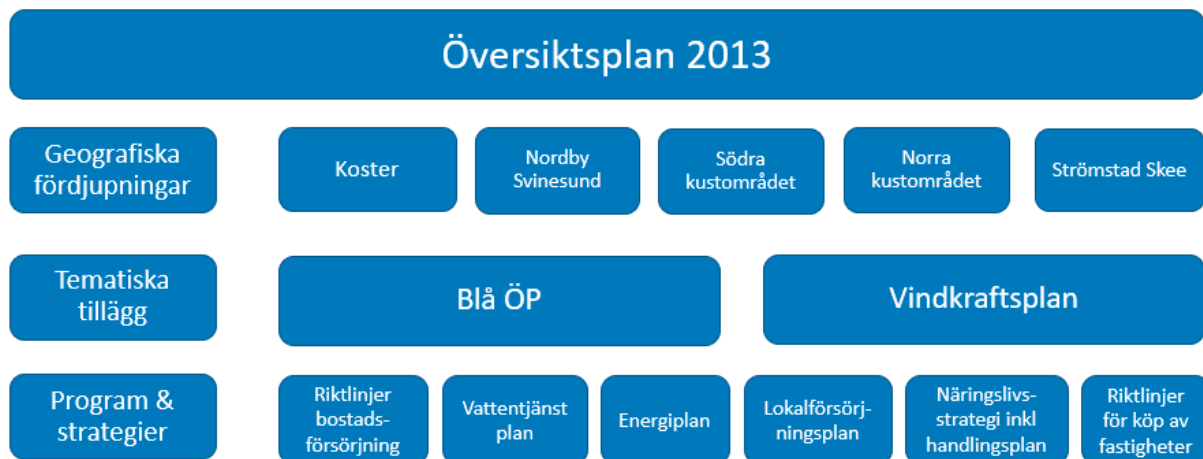 Översiktsplan 2013
Geografiska
fördjupningar
Koster
Nordby
Svinesund
Södra
kustområdet
Norra
kustområdet
Strömstad Skee
Tematiska
tillägg
Blå ÖP
Vindkraftsplan
Program &
strategier
Riktlinjer
bostads-
försörjning
Vattentjänst
plan
Energiplan
Lokalförsörj-
ningsplan
Näringslivs-
strategi inkl
handlingsplan
Riktlinjer
för köp av
fastigheter